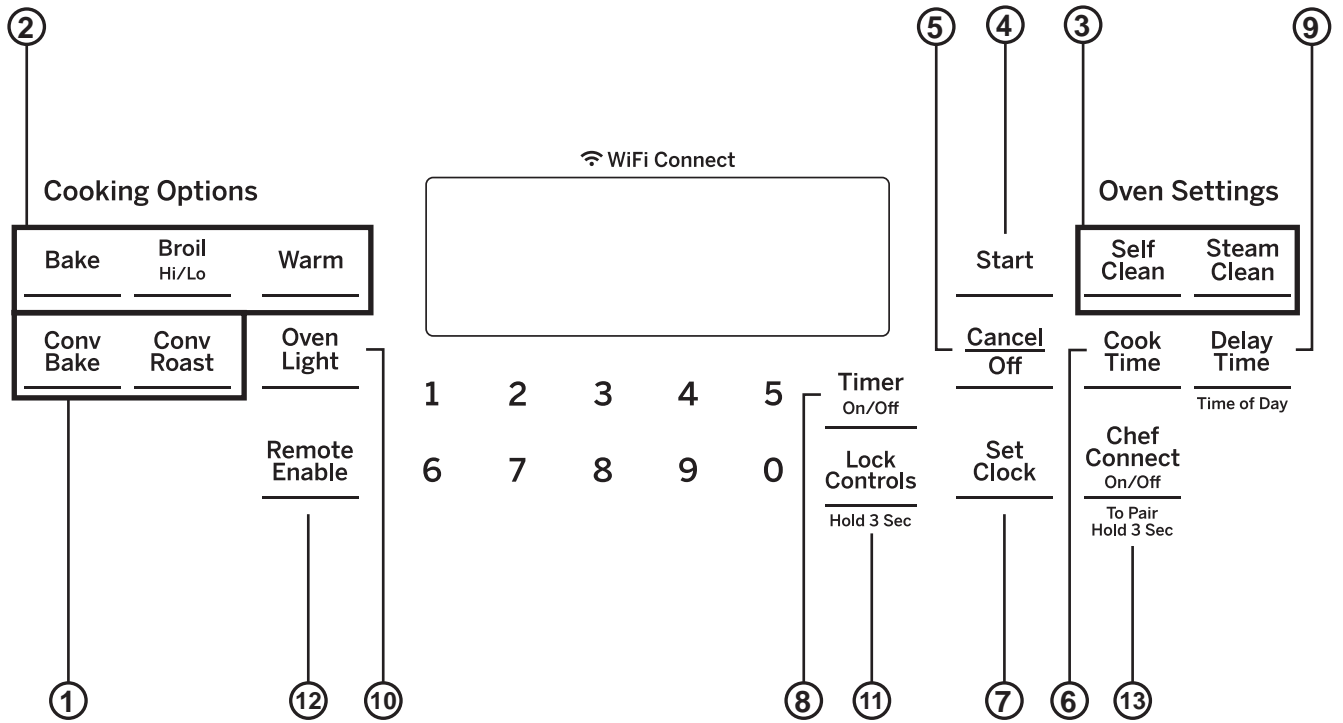 2
5
4
3
9
WiFi Connect
Cooking Options
Oven Settings
Bake
Broil
Hi/Lo
Warm
Start
Self
Clean
Steam
Clean
Conv
Bake
Conv
Roast
Oven
Light
Cancel
Off
Cook
Time
Delay
Time
Time of Day
1 2 3 4 5
Timer
On/Off
Remote
Enable
6 7 8 9 0
Lock
Controls
Hold 3 Sec
Set
Clock
Chef
Connect
On/Off
To Pair
Hold 3 Sec
1
12
10
8
11
7
6
13